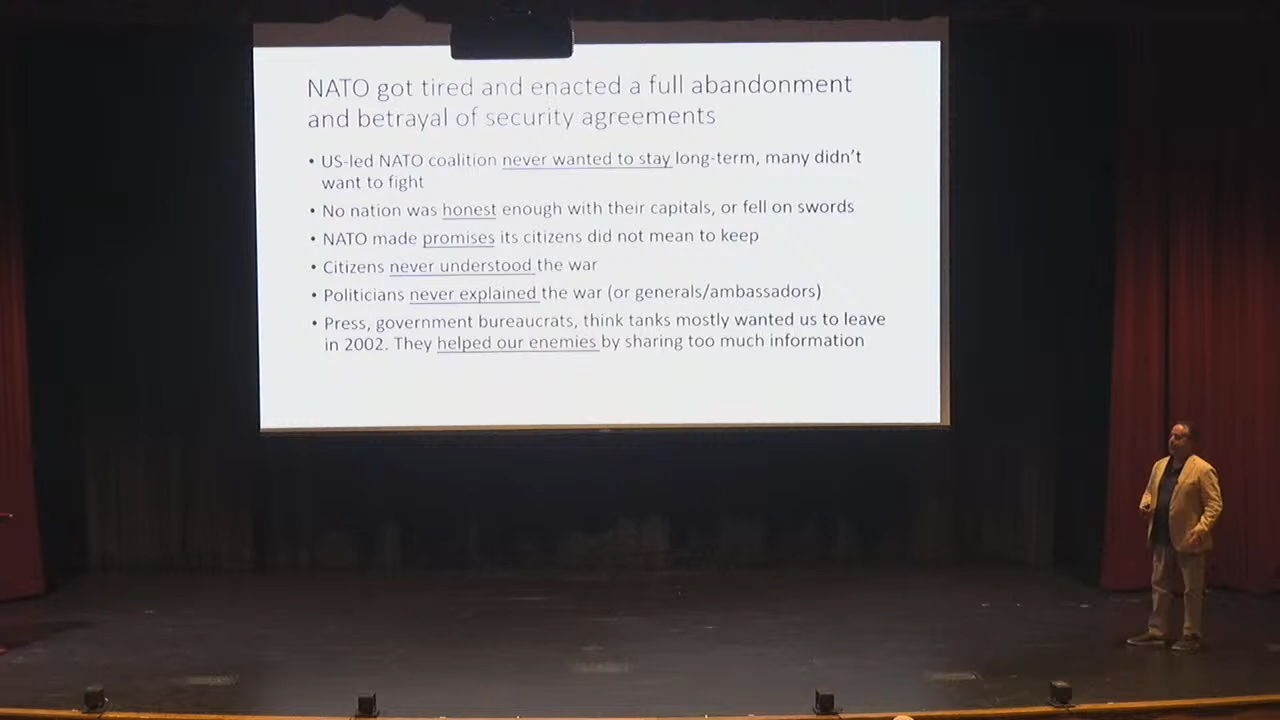 NATO got tired and enacted a full abandonment
and betrayal of security agreements
• US-led NATO coalition never wanted to stay long-term, many didn't
want to fight
• No nation was honest enough with their capitals, or fell on swords
• NATO made promises its citizens did not mean to keep
• Citizens never understood the war
• Politicians never explained the war (or generals/ambassadors)
• Press, government bureaucrats, think tanks mostly wanted us to leave
in 2002. They helped our enemies by sharing too much information